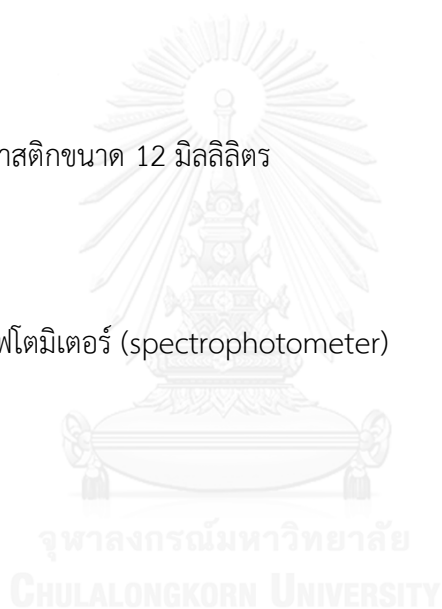 าสติกขนาด 12 มิลลิลิตร
ฟโตมิเตอร์ (spectrophotometer)
จุฬาลงกรณ์มหาวิทยาลัย
CHULALONGKORN UNIVERSITY